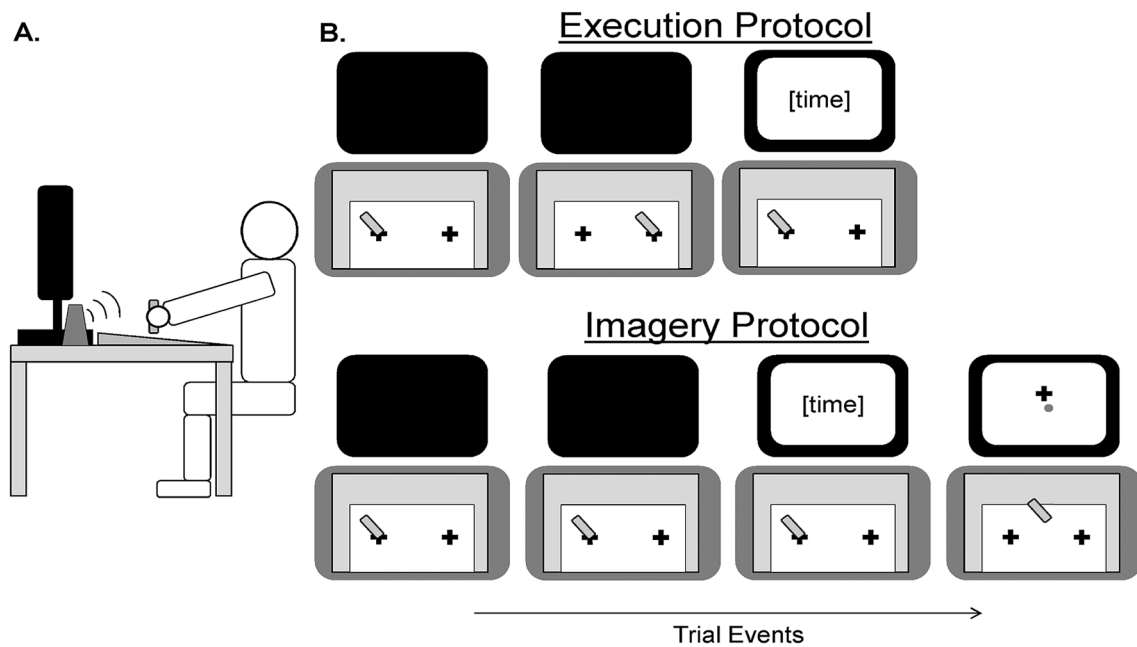 A.
B.
Execution Protocol
[time]
Imagery Protocol
[time]
Trial Events